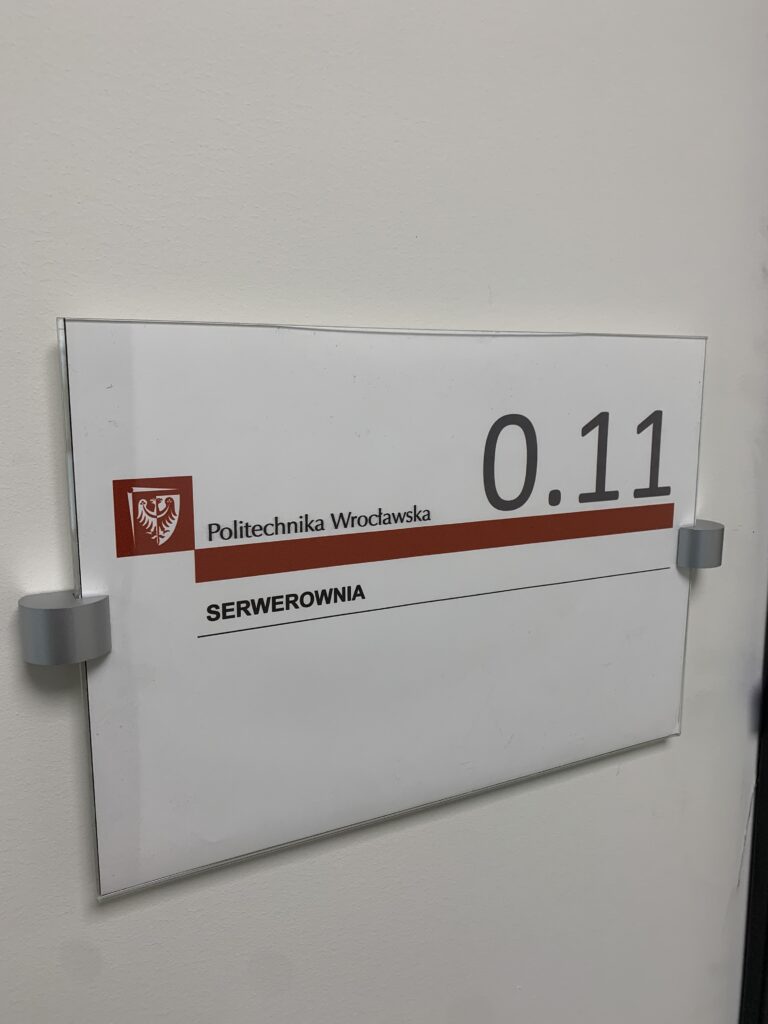 0.11
Politechnika Wrocławska
SERWEROWNIA